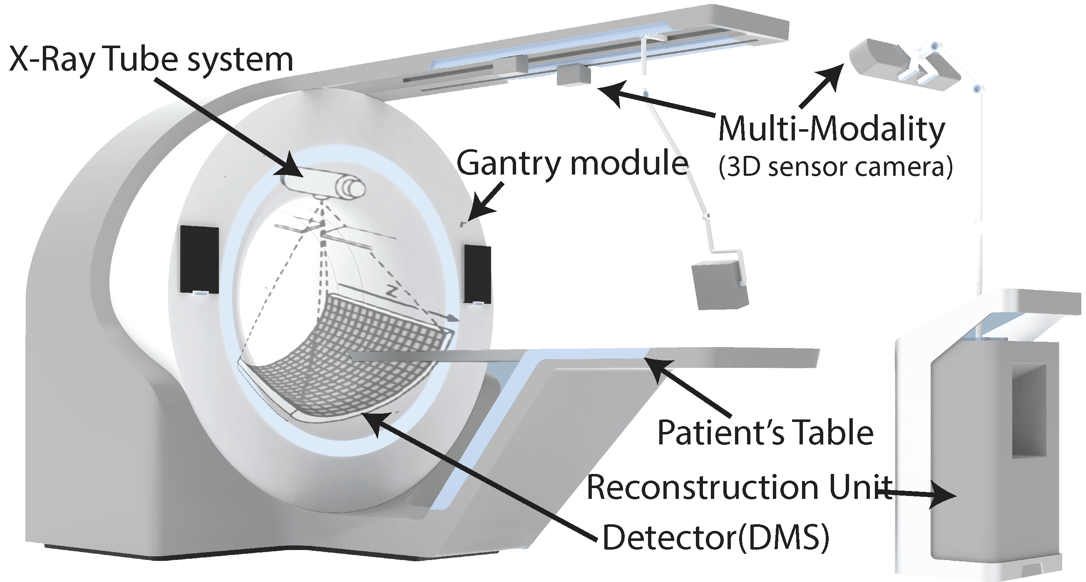 X-Ray Tube system
Gantry module
Multi-Modality
(3D sensor camera)
Z
Patient's Table
Reconstruction Unit
Detector(DMS)